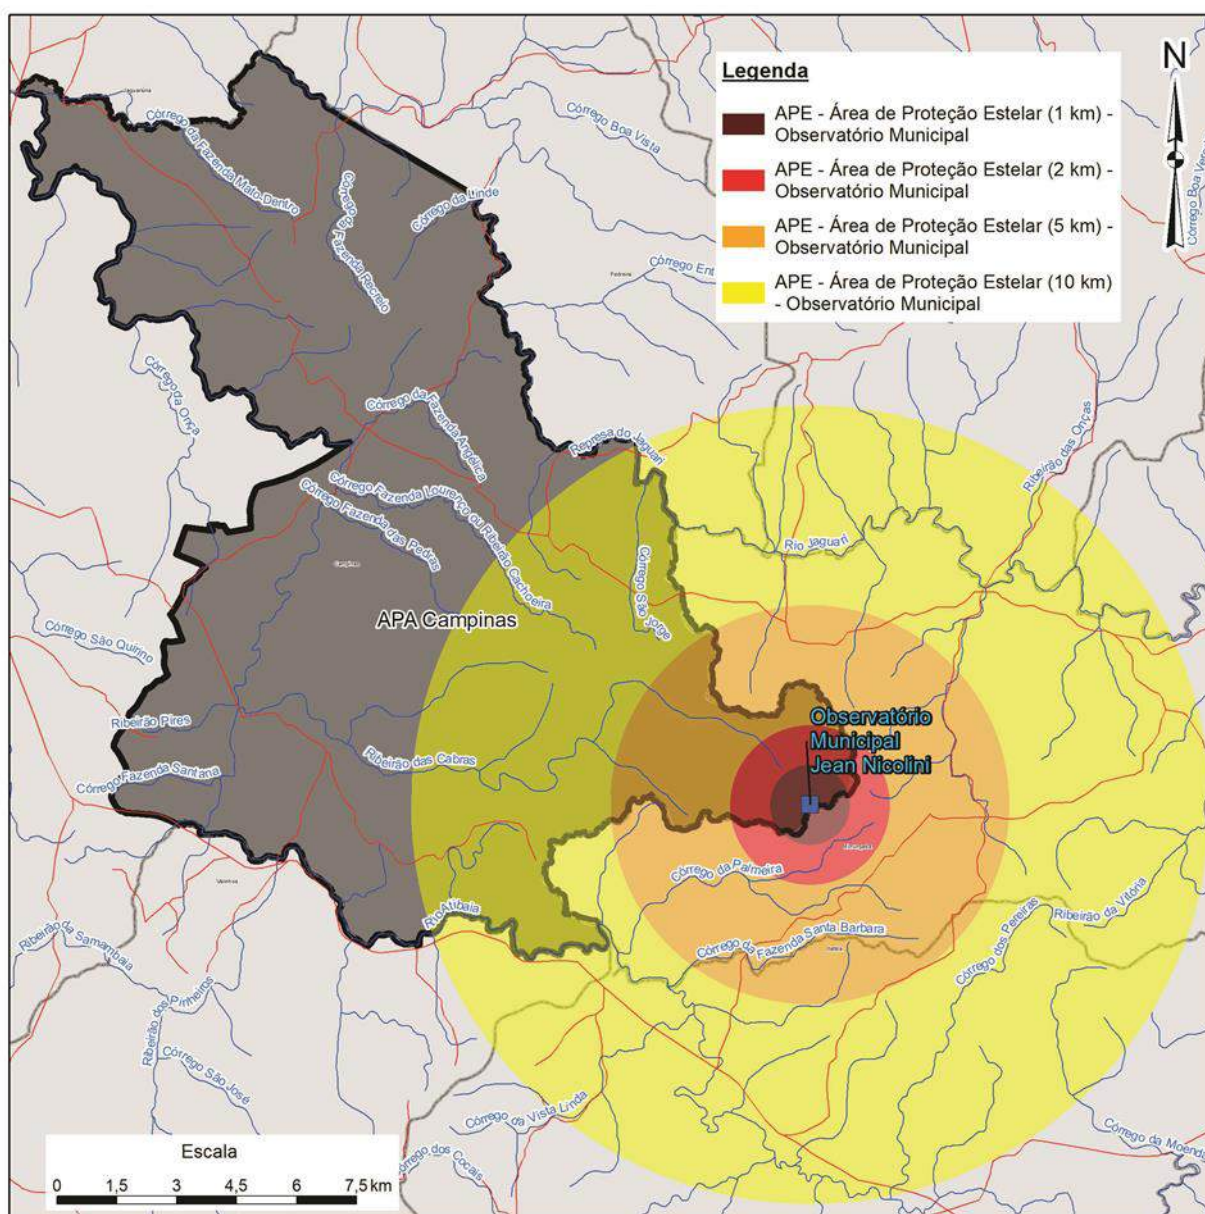 Legenda
APE - Área de Proteção Estelar (1 km) -
Observatório Municipal
APE - Área de Proteção Estelar (2 km) -
Observatório Municipal
APE - Área de Proteção Estelar (5 km) -
Observatório Municipal
APE - Área de Proteção Estelar (10 km)
- Observatório Municipal
N
Jaguariúna
Córrego da Fazenda Mato Dentro
Córrego da Fazenda Recreio
Córrego da Linde
Córrego Boa Vista
Pedreira
Córrego Ent
Córrego da Onça
Córrego da Fazenda Angélica
Represa do Jaguari
Ribeirão das Onças
Córrego Fazenda Lourenço ou Ribeirão Cachoeira
Córrego Fazenda das Pedras
Rio Jaguari
Campinas
Córrego São Jorge
APA Campinas
Córrego São Quirino
Ribeirão Pires
Observatório
Municipal
Jean Nicolini
Ribeirão das Cabras
Córrego Fazenda Santana
Córrego da Palmeira
Valinhos
Rio Atibaia
Ribeirão da Samambaia
Córrego da Fazenda Santa Barbara
Itatiba
Córrego dos Pereiras
Ribeirão da Vitória
Ribeirão dos Pinheiros
Córrego São José
Córrego da Vista Linda
Córrego dos Cocais
Córrego da Moenda
Escala
0 1,5 3 4,5 6 7,5 km